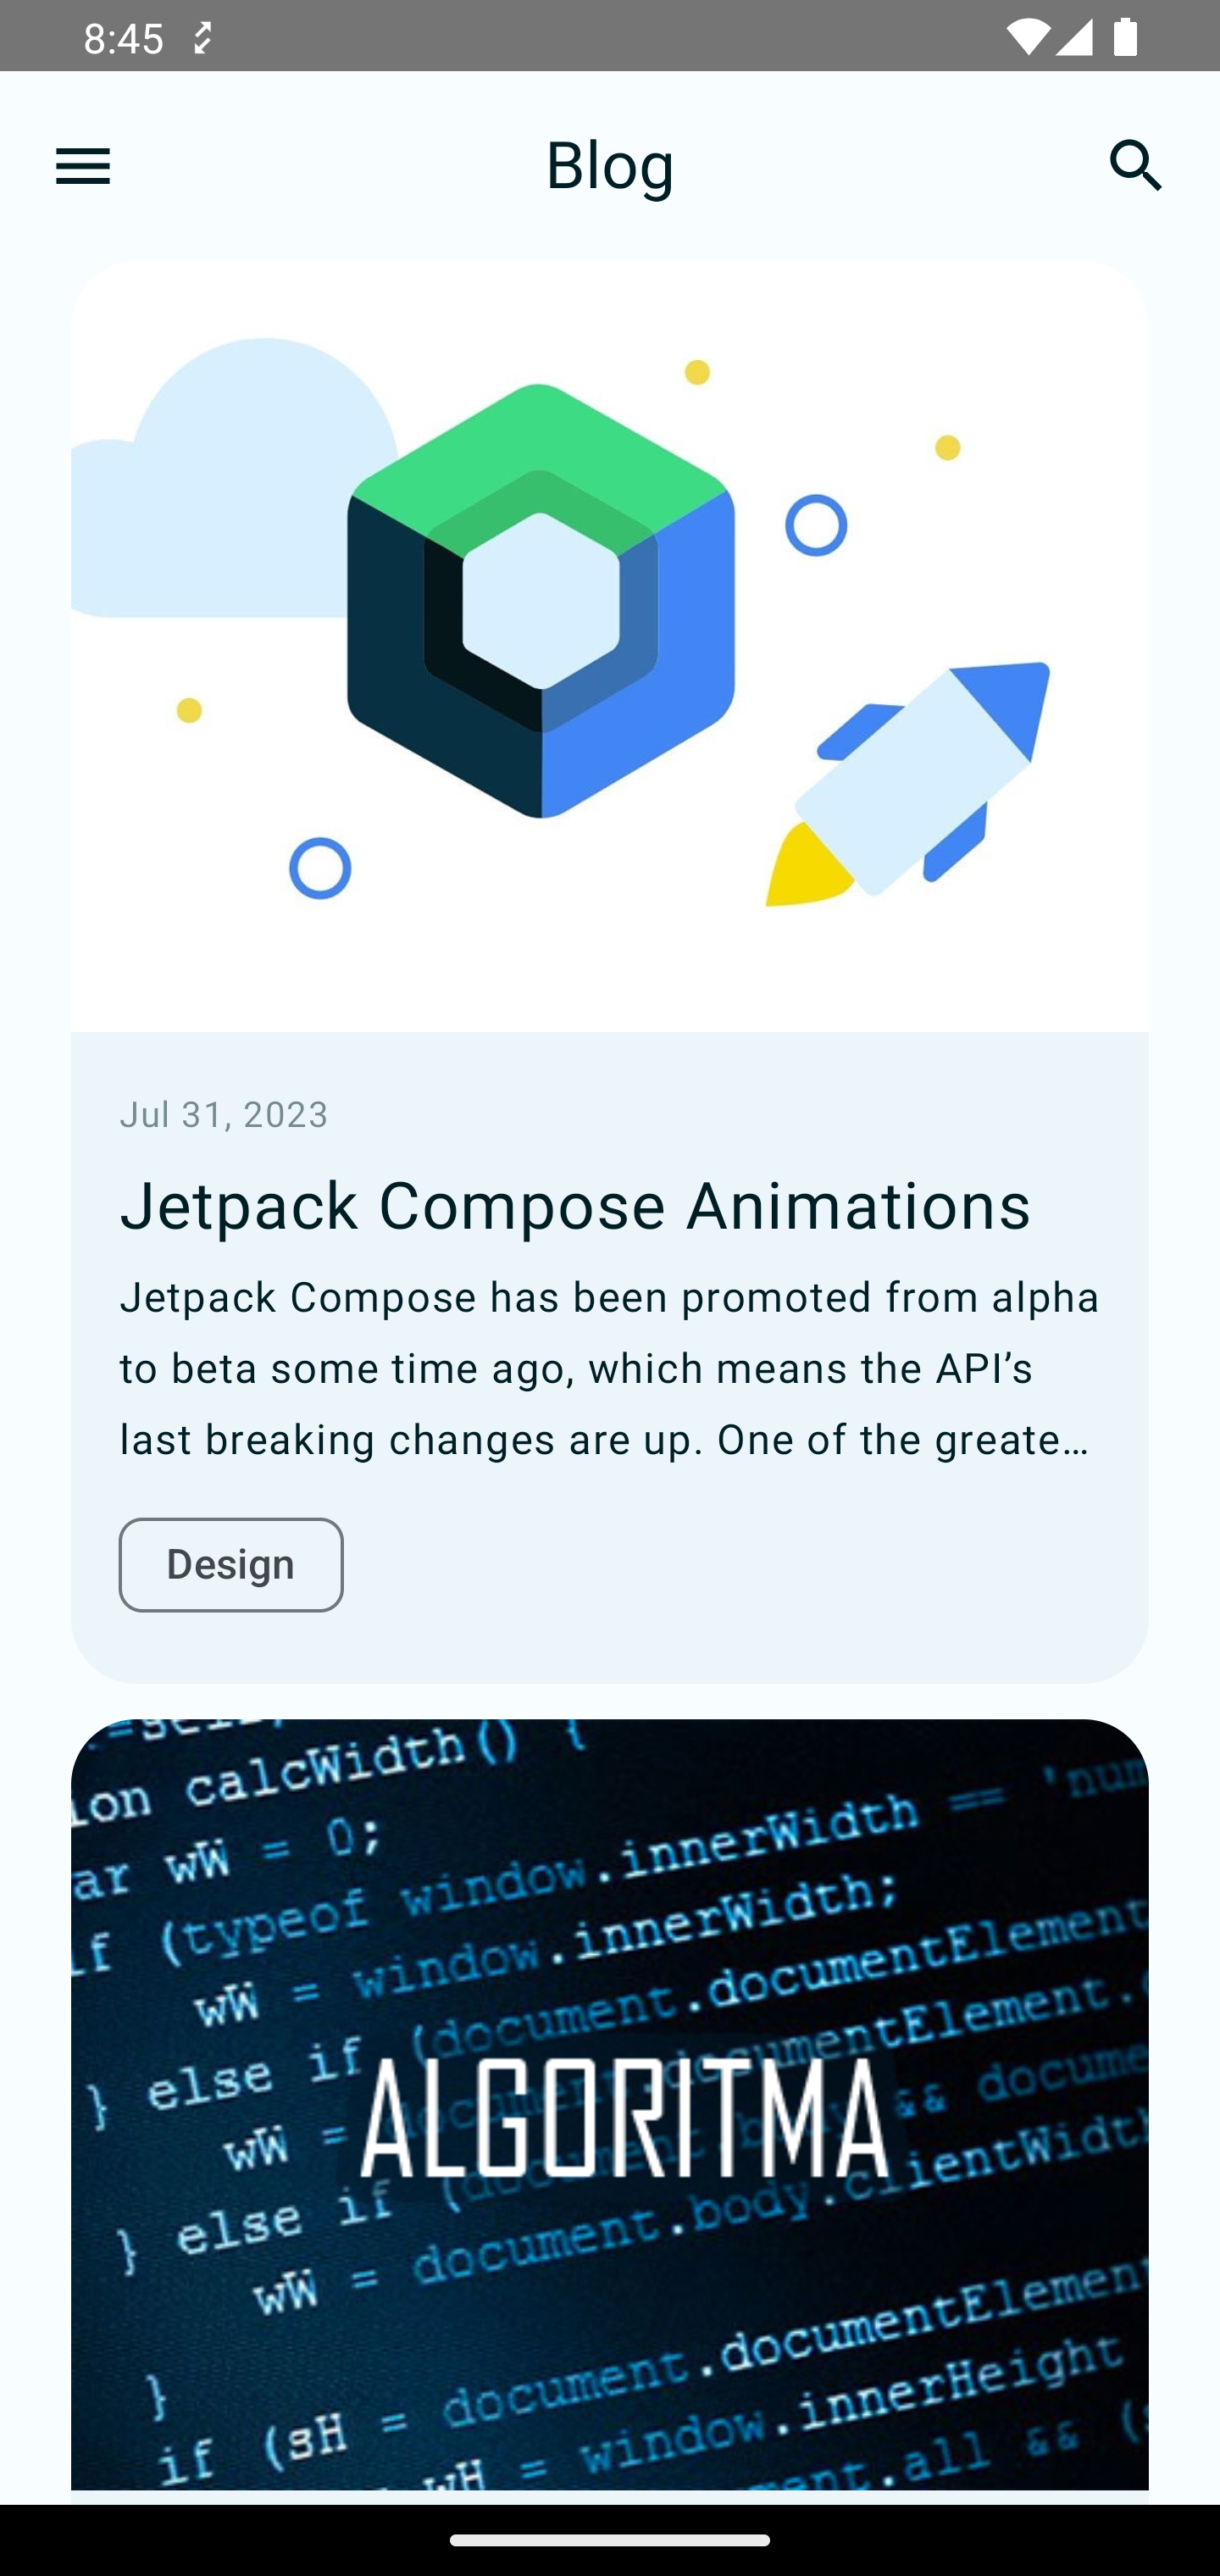 8:45
Blog
Jul 31, 2023
Jetpack Compose Animations
Jetpack Compose has been promoted from alpha
to beta some time ago, which means the API’s
last breaking changes are up. One of the greate…
Design
ion calcWidth() {
ar wW = 0;
if (typeof window.innerWidth == 'num
wW = window.innerWidth;
} else if (document.documentElement
wW = document.documentElement.
ALGORITMA
} else if (document.body && docume
wW = document.body.clientWidth
}
if (sH = document.documentElement
wH = window.innerHeight
ment.all && (